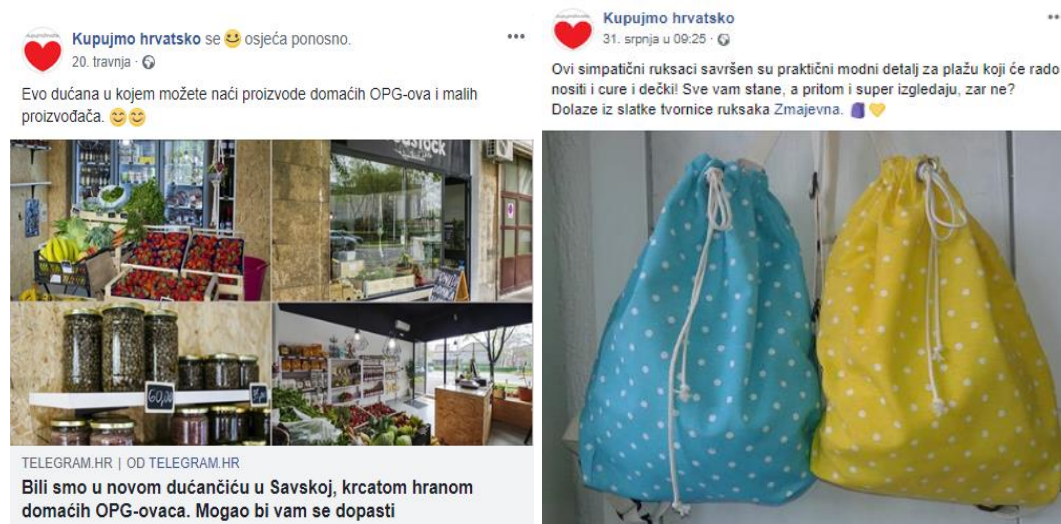 Kupujmo hrvatsko se osjeća ponosno.
20. travnja ·
Evo dućana u kojem možete naći proizvode domaćih OPG-ova i malih
proizvođača. 😊😊
60,00
TELEGRAM.HR | OD TELEGRAM.HR
Bili smo u novom dućančiću u Savskoj, krcatom hranom
domaćih OPG-ovaca. Mogao bi vam se dopasti
Kupujmo hrvatsko
31. srpnja u 09:25 ·
Ovi simpatični ruksaci savršen su praktični modni detalj za plažu koji će rado
nositi i cure i dečki! Sve vam stane, a pritom i super izgledaju, zar ne?
Dolaze iz slatke tvornice ruksaka Zmajevna.